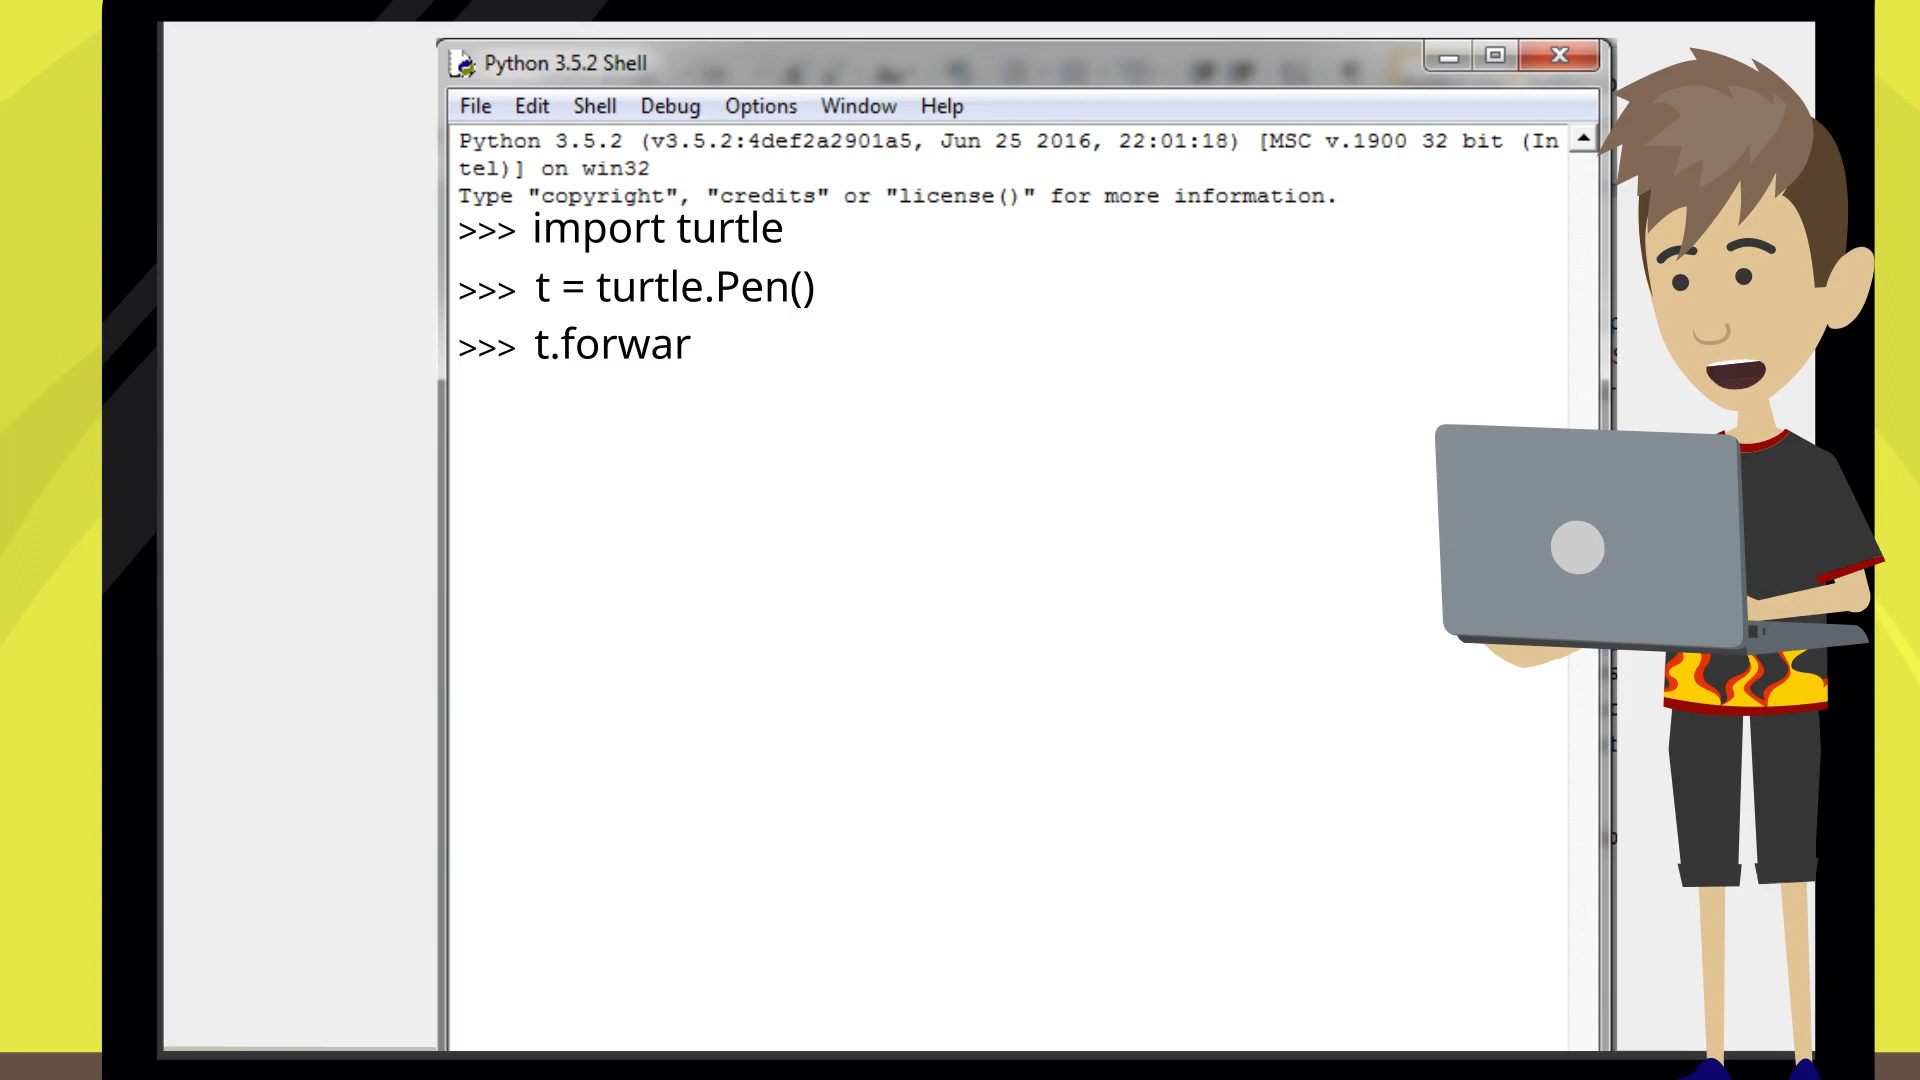 Python 3.5.2 Shell
File Edit Shell Debug Options Window Help
Python 3.5.2 (v3.5.2:4def2a2901a5, Jun 25 2016, 22:01:18) [MSC v.1900 32 bit (In
tel)] on win32
Type "copyright", "credits" or "license()" for more information.
>>> import turtle
>>> t = turtle.Pen()
>>> t.forwar